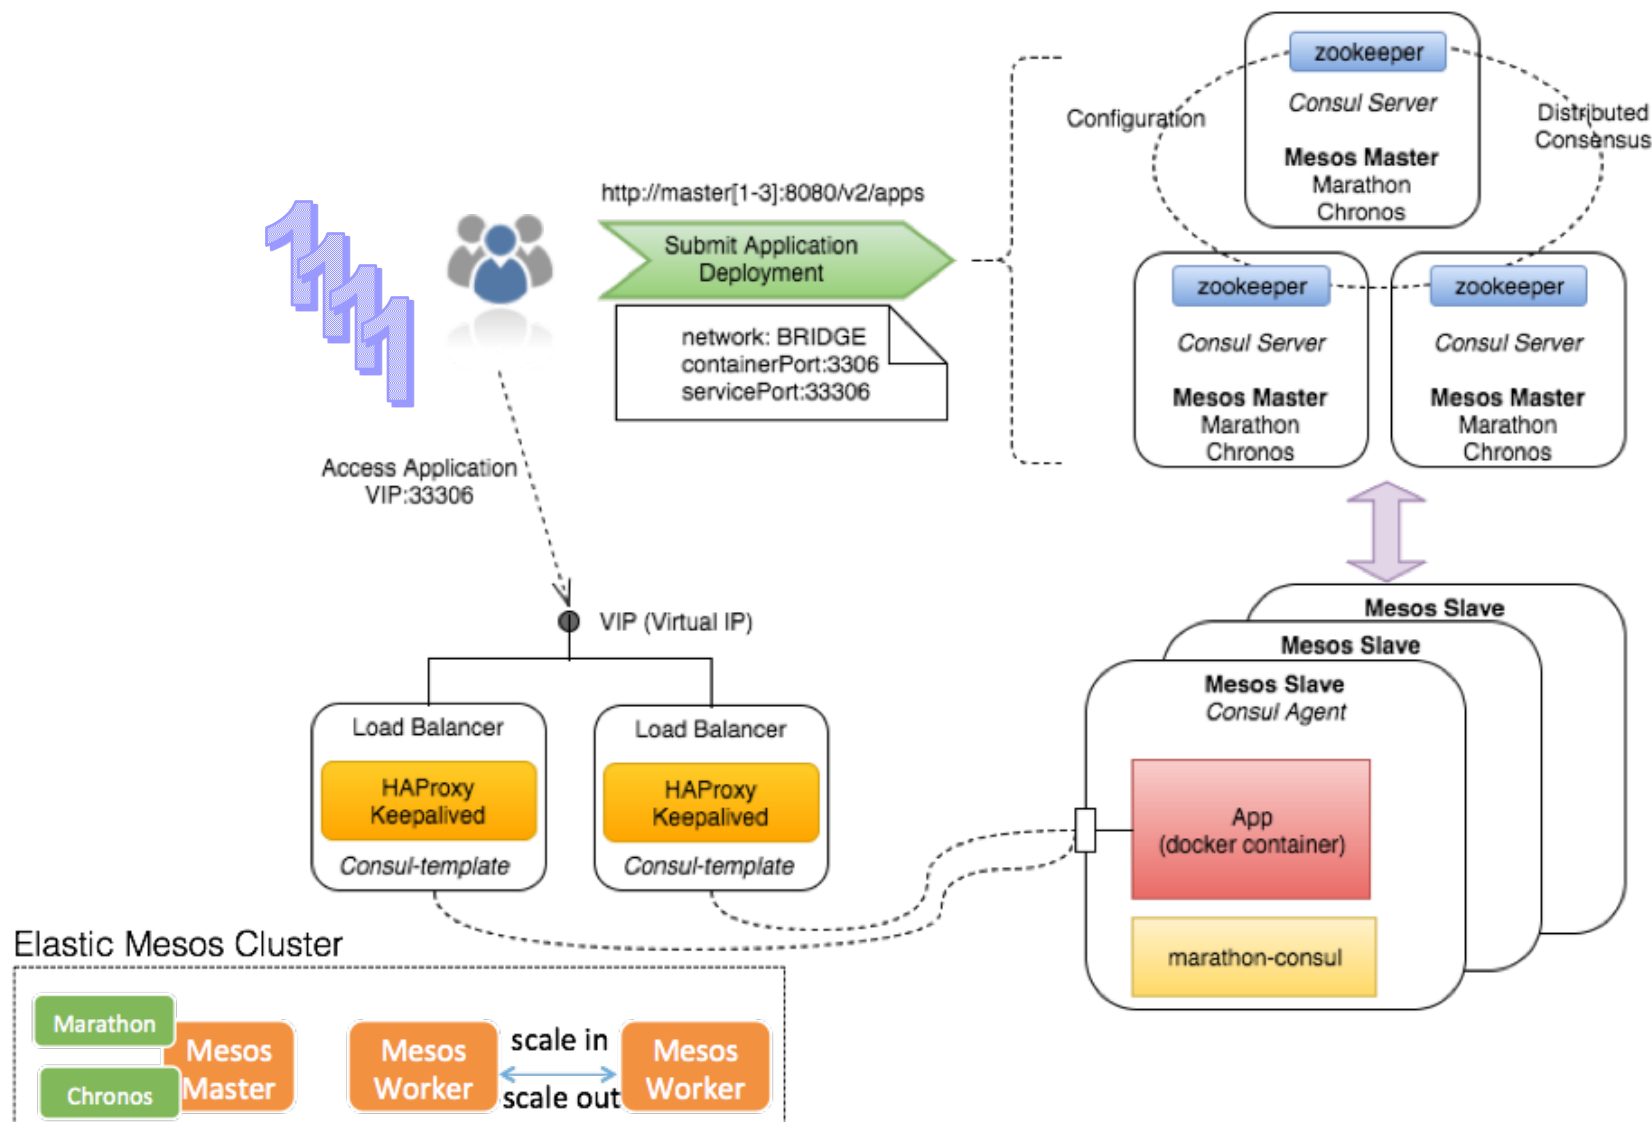 zookeeper
Consul Server
Mesos Master
Marathon
Chronos
Configuration
Distributed
Consensus
http://master[1-3]:8080/v2/apps
Submit Application
Deployment
1111
network: BRIDGE
containerPort:3306
servicePort:33306
zookeeper
Consul Server
Mesos Master
Marathon
Chronos
zookeeper
Consul Server
Mesos Master
Marathon
Chronos
Access Application
VIP:33306
VIP (Virtual IP)
Load Balancer
HAProxy
Keepalived
Consul-template
Load Balancer
HAProxy
Keepalived
Consul-template
Mesos Slave
Mesos Slave
Mesos Slave
Consul Agent
App
(docker container)
marathon-consul
Elastic Mesos Cluster
Marathon
Chronos
Mesos
Master
Mesos
Worker
scale in
scale out
Mesos
Worker